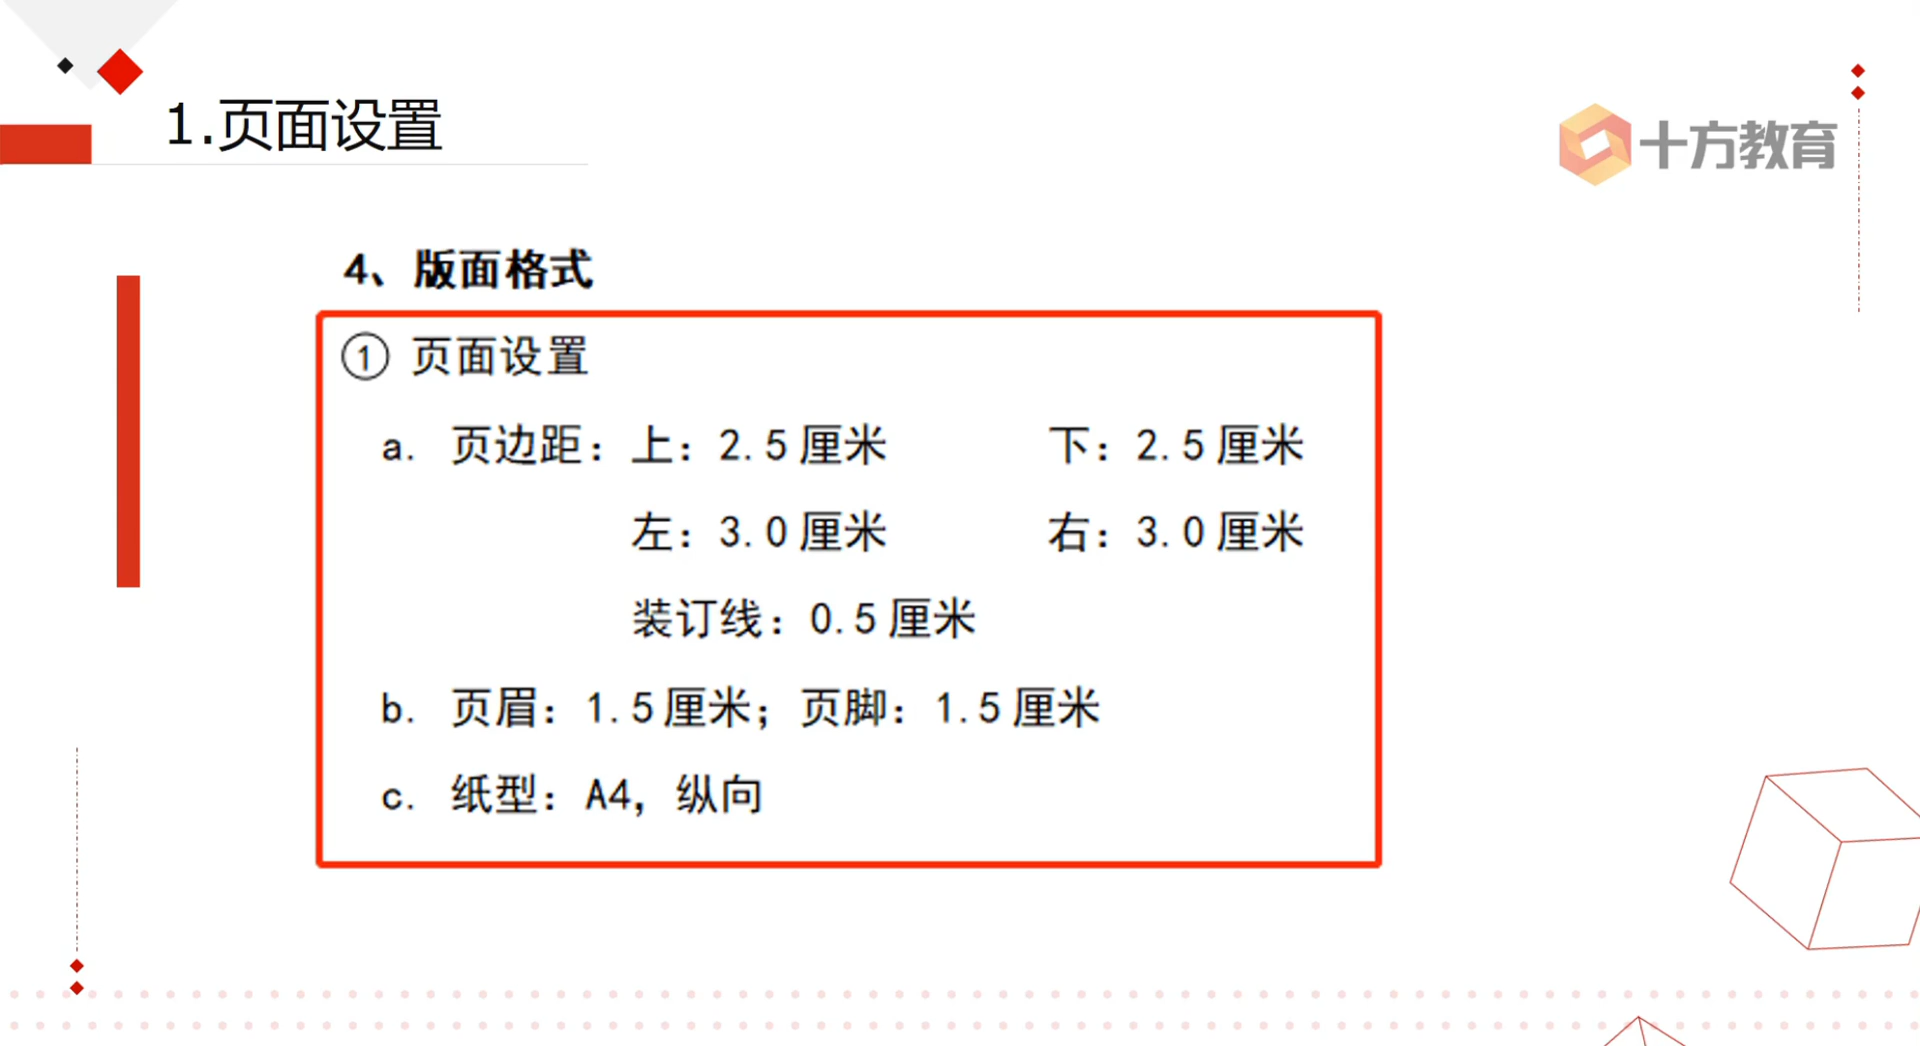 1.页面设置
十方教育
4、版面格式
① 页面设置
a. 页边距：上：2.5厘米 下：2.5厘米
左：3.0厘米 右：3.0厘米
装订线：0.5厘米
b. 页眉：1.5厘米；页脚：1.5厘米
c. 纸型：A4，纵向